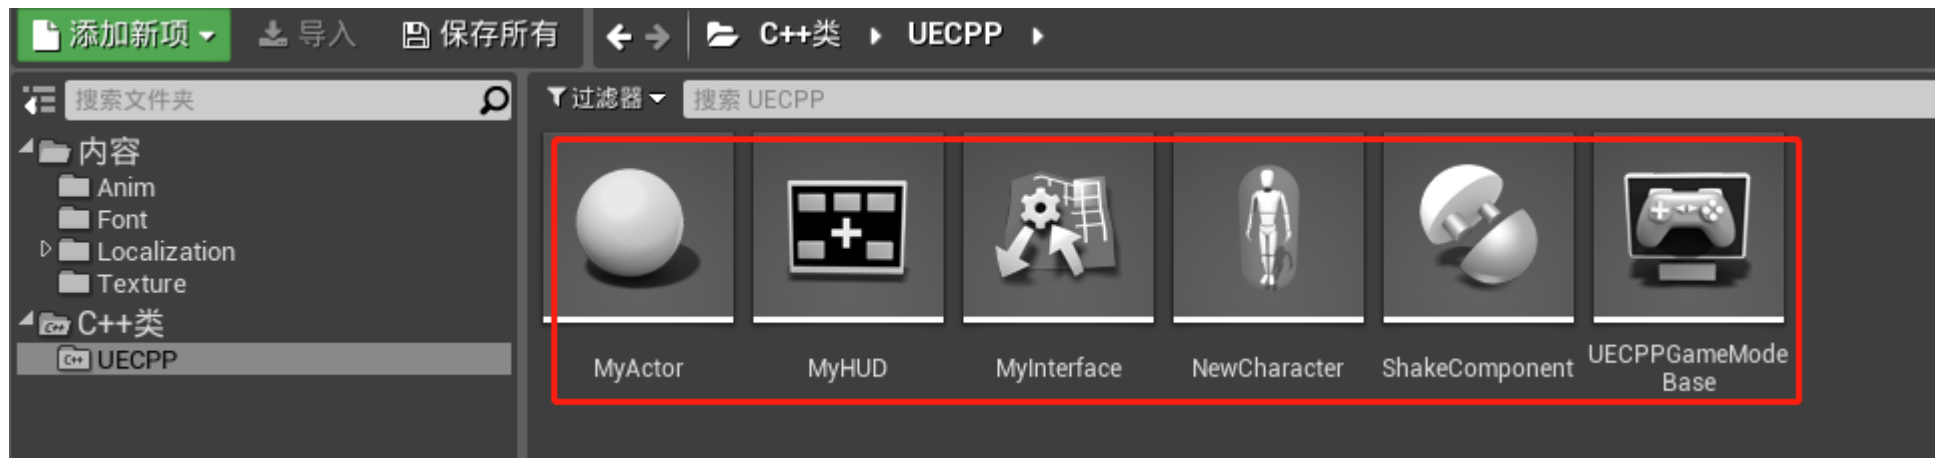 添加新项 导入 保存所有 C++类 UECPP
搜索文件夹
过滤器 搜索 UECPP
内容
Anim
Font
Localization
Texture
C++类
UECPP
MyActor
MyHUD
MyInterface
NewCharacter
ShakeComponent
UECPPGameMode
Base